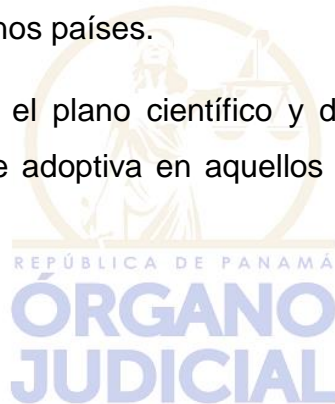 nos países.
el plano científico y d
e adoptiva en aquellos
REPÚBLICA DE PANAMÁ
ÓRGANO
JUDICIAL